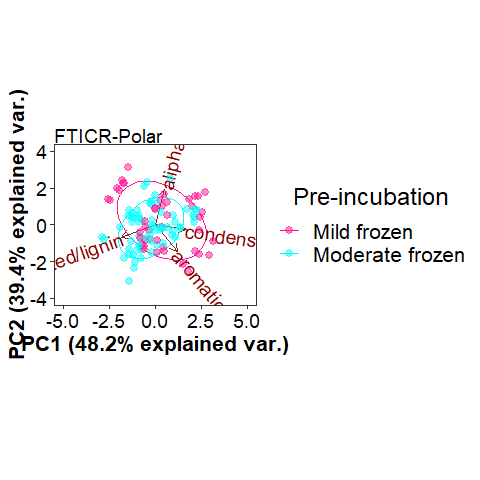 FTICR-Polar
PC2 (39.4% explained var.)
4
2
0
-2
-4
alipha
condens
aromatic
ed/lignin
-5.0 -2.5 0.0 2.5 5.0
PC1 (48.2% explained var.)
Pre-incubation
Mild frozen
Moderate frozen